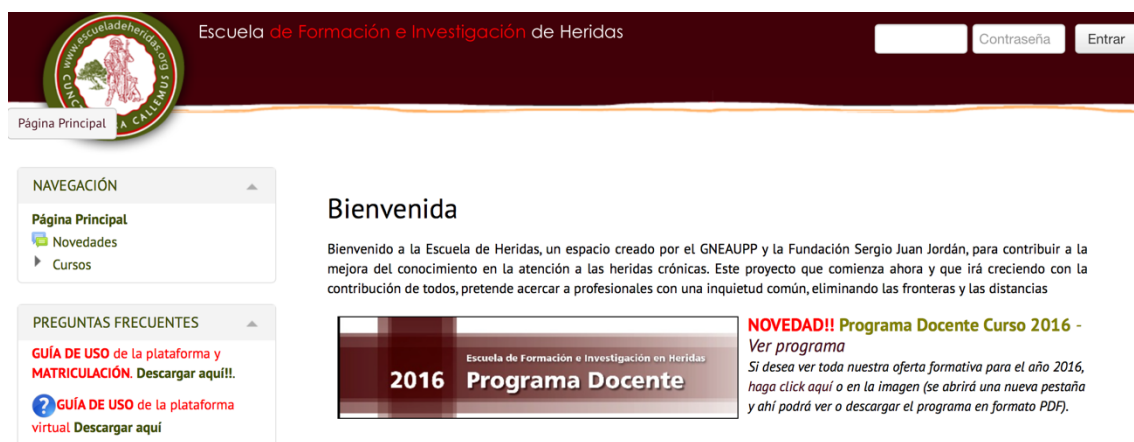 www.escueladeheridas.org
Escuela de Formación e Investigación de Heridas
Contraseña
Entrar
Página Principal
NAVEGACIÓN
Página Principal
Novedades
Cursos
PREGUNTAS FRECUENTES
GUÍA DE USO de la plataforma y
MATRICULACIÓN. Descargar aquí!!.
GUÍA DE USO de la plataforma
virtual Descargar aquí
Bienvenida
Bienvenido a la Escuela de Heridas, un espacio creado por el GNEAUPP y la Fundación Sergio Juan Jordán, para contribuir a la
mejora del conocimiento en la atención a las heridas crónicas. Este proyecto que comienza ahora y que irá creciendo con la
contribución de todos, pretende acercar a profesionales con una inquietud común, eliminando las fronteras y las distancias
Escuela de Formación e Investigación en Heridas
2016 Programa Docente
NOVEDAD!! Programa Docente Curso 2016 -
Ver programa
Si desea ver toda nuestra oferta formativa para el año 2016,
haga click aquí o en la imagen (se abrirá una nueva pestaña
y ahí podrá ver o descargar el programa en formato PDF).